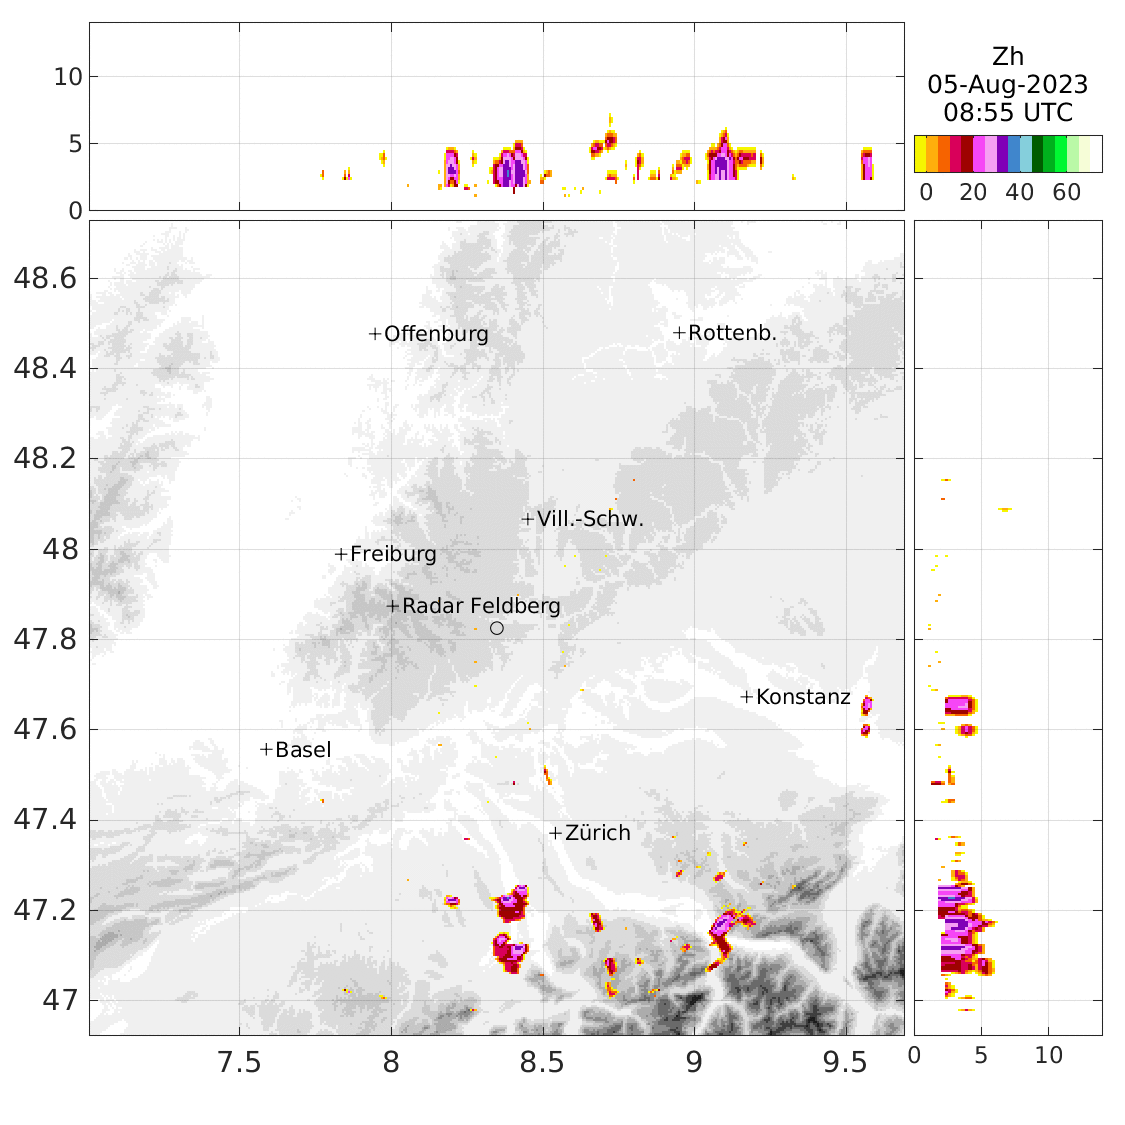 10
5
0
Zh
05-Aug-2023
08:55 UTC
0 20 40 60
48.6
48.4
48.2
48
47.8
47.6
47.4
47.2
47
Offenburg
Rottenb.
Vill.-Schw.
Freiburg
Radar Feldberg
Konstanz
Basel
Zürich
7.5 8 8.5 9 9.5
0 5 10